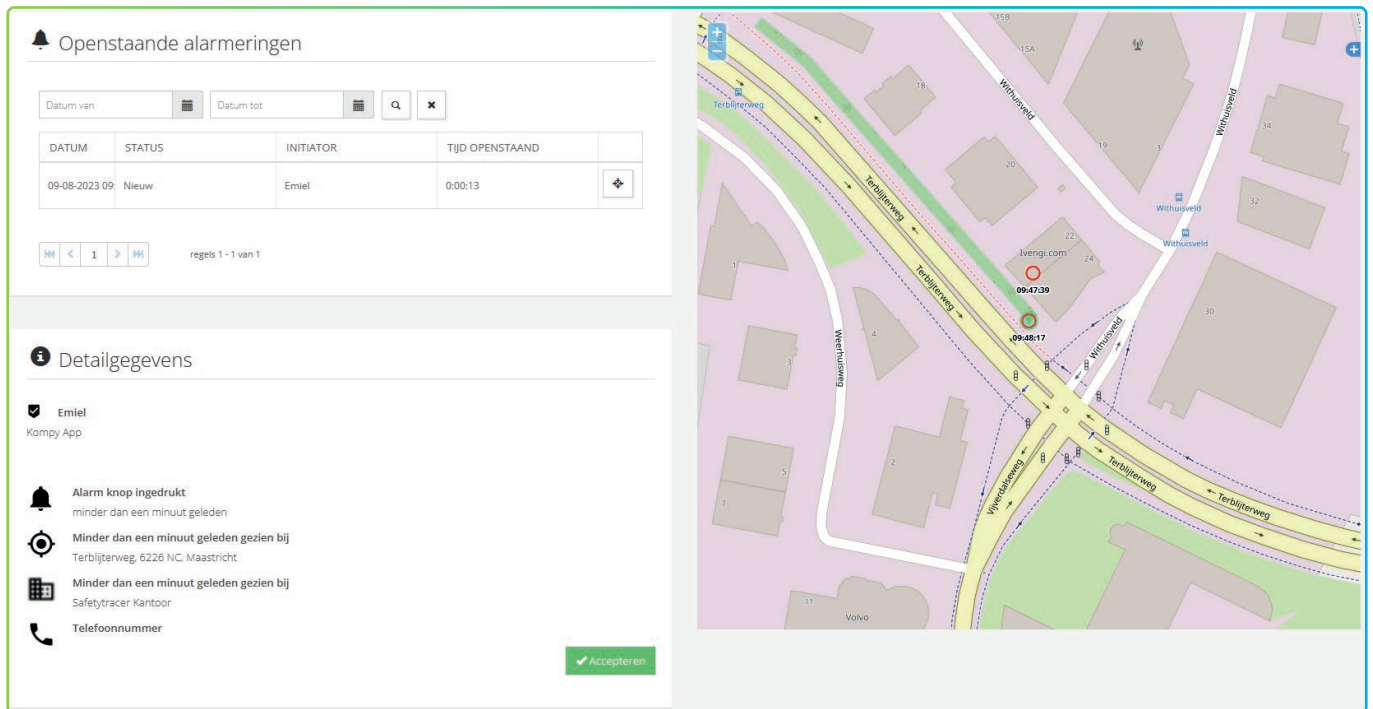 Openstaande alarmeringen
Datum van
Datum tot
DATUM STATUS INITIATOR TIJD OPENSTAAND
09-08-2023 09: Nieuw Emiel 0:00:13
1
regels 1 - 1 van 1
Detailgegevens
Emiel
Kompy App
Alarm knop ingedrukt
minder dan een minuut geleden
Minder dan een minuut geleden gezien bij
Terblijterweg, 6226 NC, Maastricht
Minder dan een minuut geleden gezien bij
Safetytracer Kantoor
Telefoonnummer
Accepteren
+
−
+
15B
15A
18
Terblijterweg
Withuisveld
Withuisveld
34
19
3
20
Terblijterweg
Withuisveld
32
22
Withuisveld
Ivengi.com
24
1
Terblijterweg
09:47:39
30
09:48:17
Withuisveld
Weerhuisweg
4
3
2
5
7
Terblijterweg
Terblijterweg
Vijverdalseweg
11
Volvo